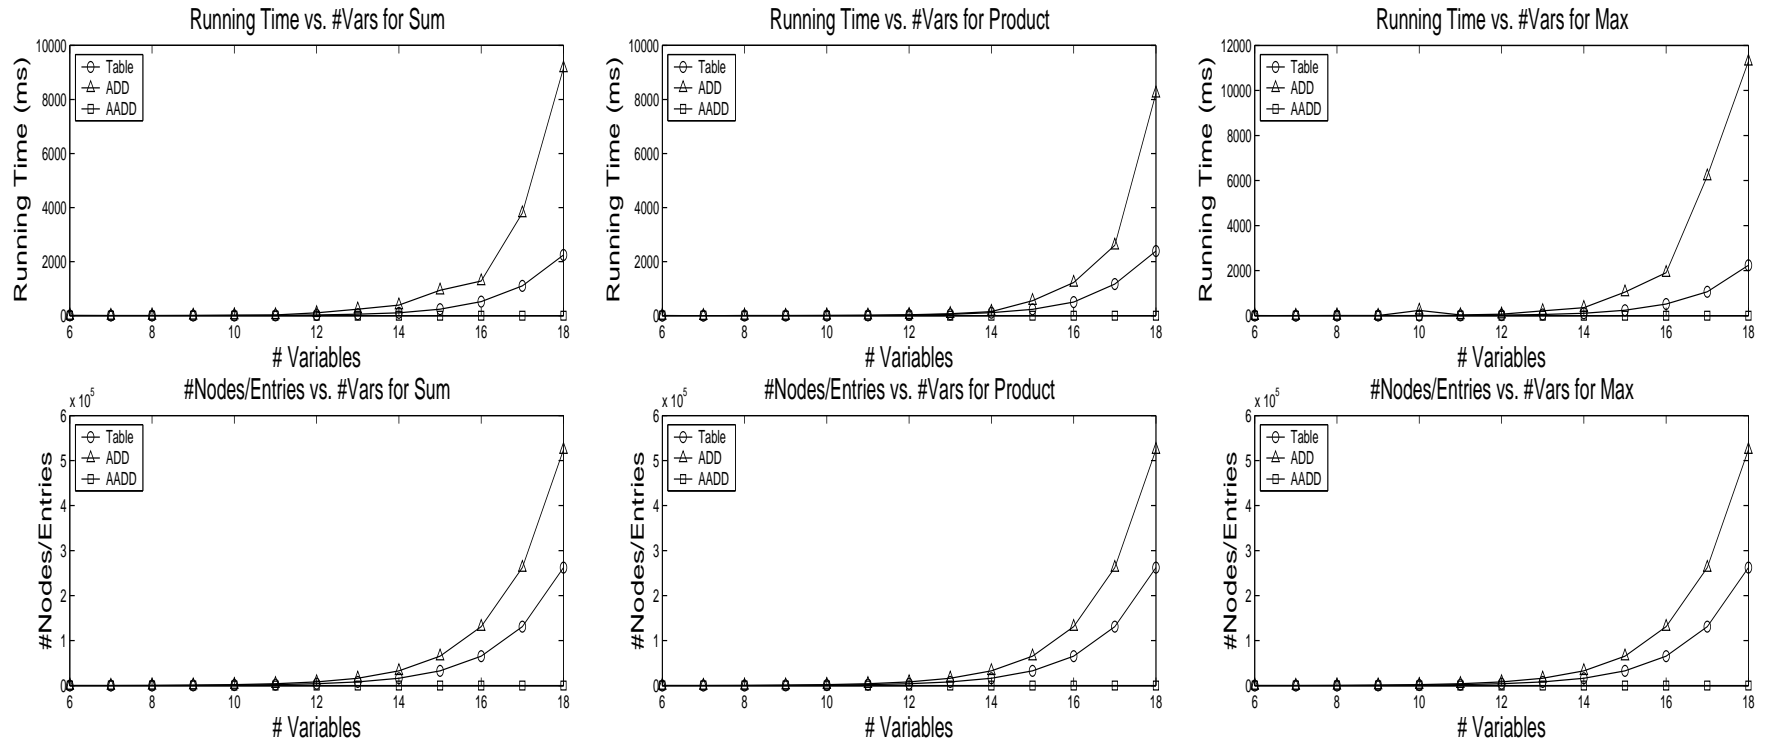 Running Time vs. #Vars for Sum
Running Time (ms)
10000
8000
6000
4000
2000
0
Table
ADD
AADD
6 8 10 12 14 16 18
# Variables
Running Time vs. #Vars for Product
Running Time (ms)
10000
8000
6000
4000
2000
0
Table
ADD
AADD
6 8 10 12 14 16 18
# Variables
Running Time vs. #Vars for Max
Running Time (ms)
12000
10000
8000
6000
4000
2000
0
Table
ADD
AADD
6 8 10 12 14 16 18
# Variables
#Nodes/Entries vs. #Vars for Sum
x 10^5
#Nodes/Entries
6
5
4
3
2
1
0
Table
ADD
AADD
6 8 10 12 14 16 18
# Variables
#Nodes/Entries vs. #Vars for Product
x 10^5
#Nodes/Entries
6
5
4
3
2
1
0
Table
ADD
AADD
6 8 10 12 14 16 18
# Variables
#Nodes/Entries vs. #Vars for Max
x 10^5
#Nodes/Entries
6
5
4
3
2
1
0
Table
ADD
AADD
6 8 10 12 14 16 18
# Variables